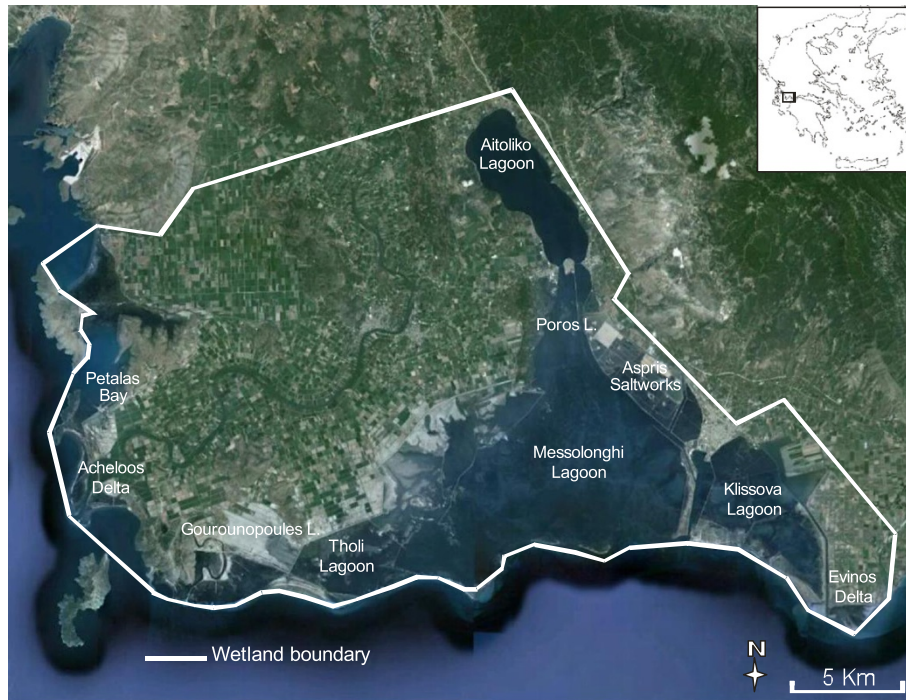 Aitoliko
Lagoon
Poros L.
Aspris
Saltworks
Petalas
Bay
Messolonghi
Lagoon
Acheloos
Delta
Klissova
Lagoon
Gourounopoules L.
Tholi
Lagoon
Evinos
Delta
Wetland boundary
N
5 Km